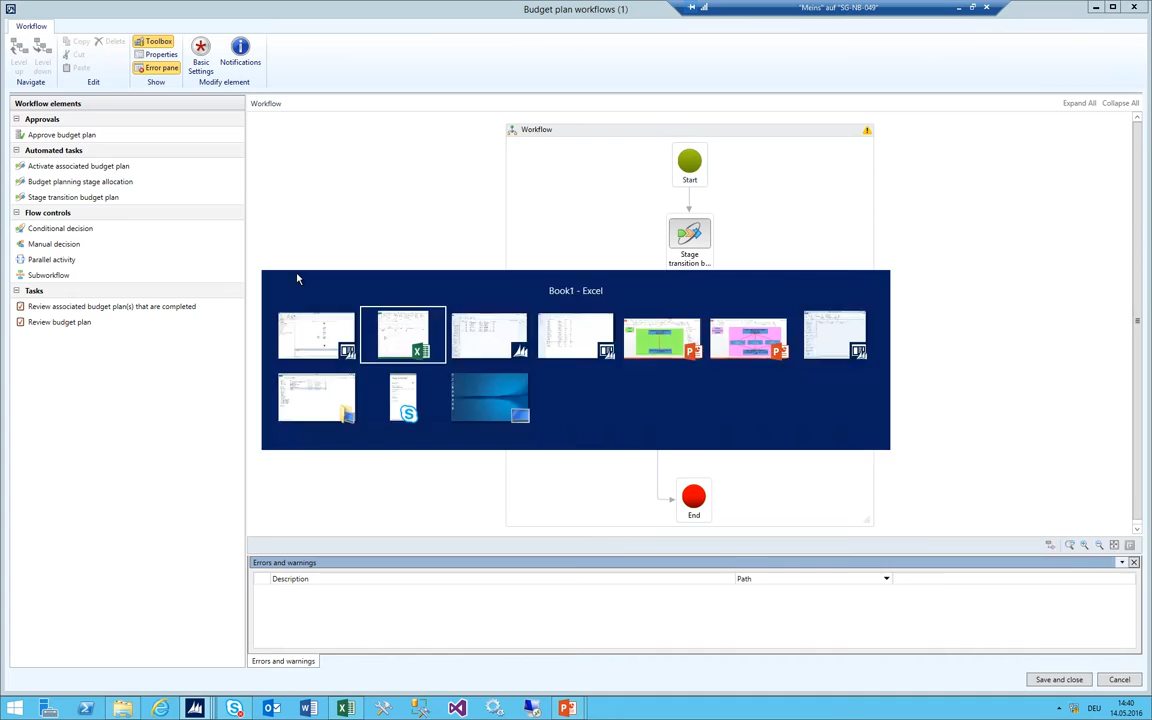 Budget plan workflows (1)
"Meins" auf "SG-NB-049"
Workflow
Level up
Level down
Copy
Delete
Cut
Paste
Toolbox
Properties
Error pane
Basic Settings
Notifications
Navigate
Edit
Show
Modify element
Workflow elements
Approvals
Approve budget plan
Automated tasks
Activate associated budget plan
Budget planning stage allocation
Stage transition budget plan
Flow controls
Conditional decision
Manual decision
Parallel activity
Subworkflow
Tasks
Review associated budget plan(s) that are completed
Review budget plan
Workflow
Expand All
Collapse All
Workflow
Start
Stage
transition b...
Book1 - Excel
End
Errors and warnings
Description
Path
Errors and warnings
Save and close
Cancel
DEU
14:40
14.05.2016